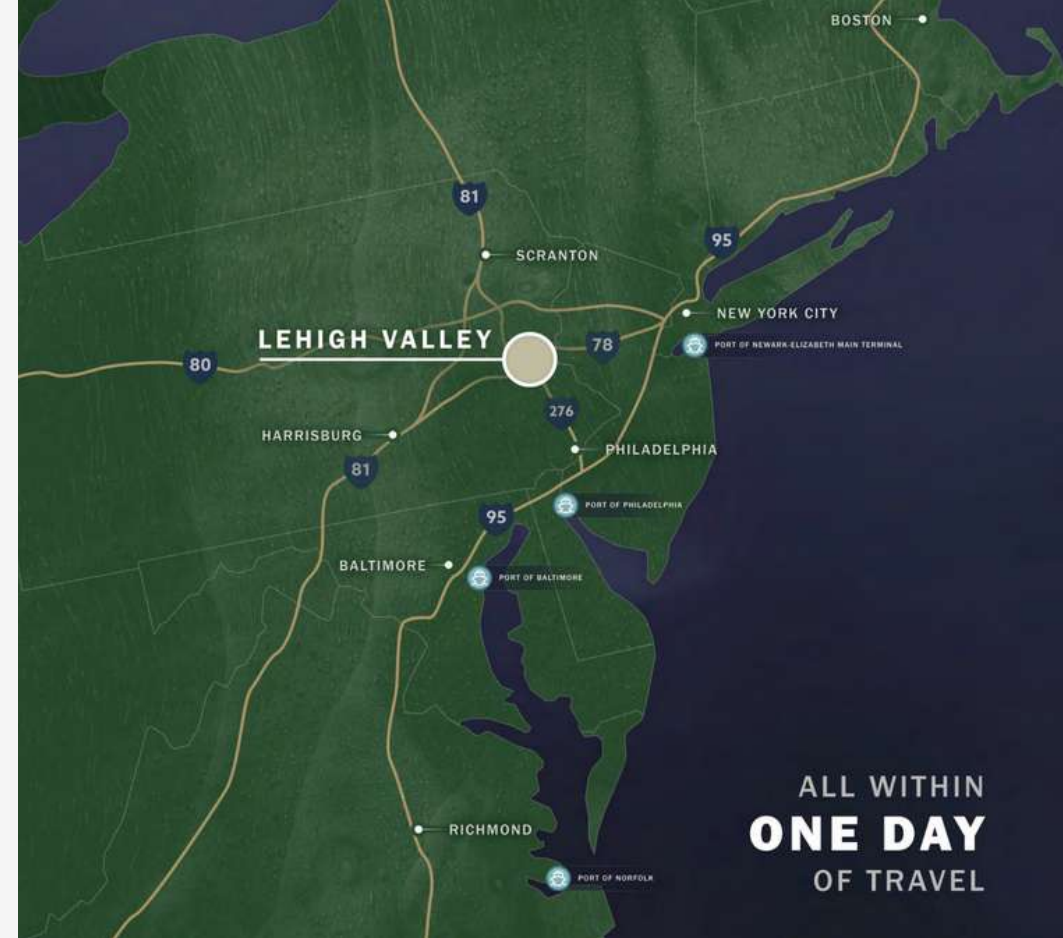 BOSTON
81
95
SCRANTON
NEW YORK CITY
LEHIGH VALLEY
78
PORT OF NEWARK-ELIZABETH MAIN TERMINAL
80
276
HARRISBURG
PHILADELPHIA
81
PORT OF PHILADELPHIA
95
BALTIMORE
PORT OF BALTIMORE
ALL WITHIN
ONE DAY
OF TRAVEL
RICHMOND
PORT OF NORFOLK